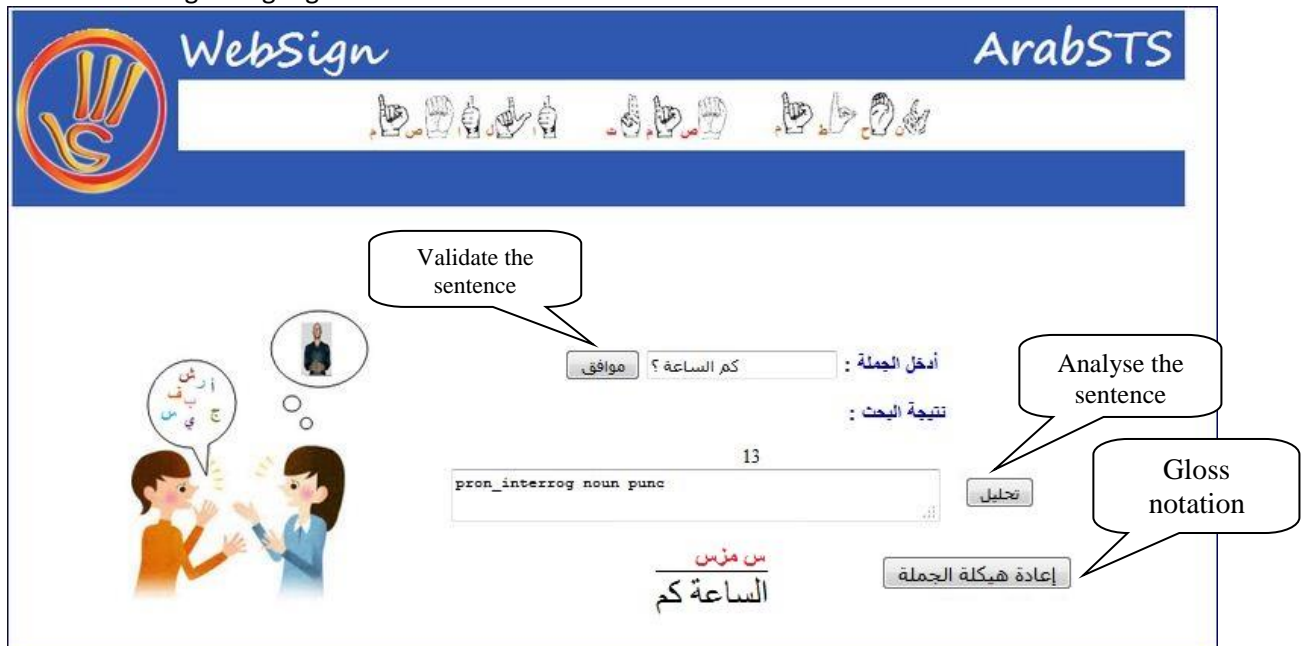 WebSign ArabSTS
ن ح ط م ص م ت ا ل ا ص م
Validate the
sentence
أدخل الجملة : كم الساعة ؟ موافق
Analyse the
sentence
نتيجة البحث :
13
pron_interrog noun punc
تحليل
Gloss
notation
س مزس
الساعة كم
إعادة هيكلة الجملة
أ ر ش
ب ف
ج ي س